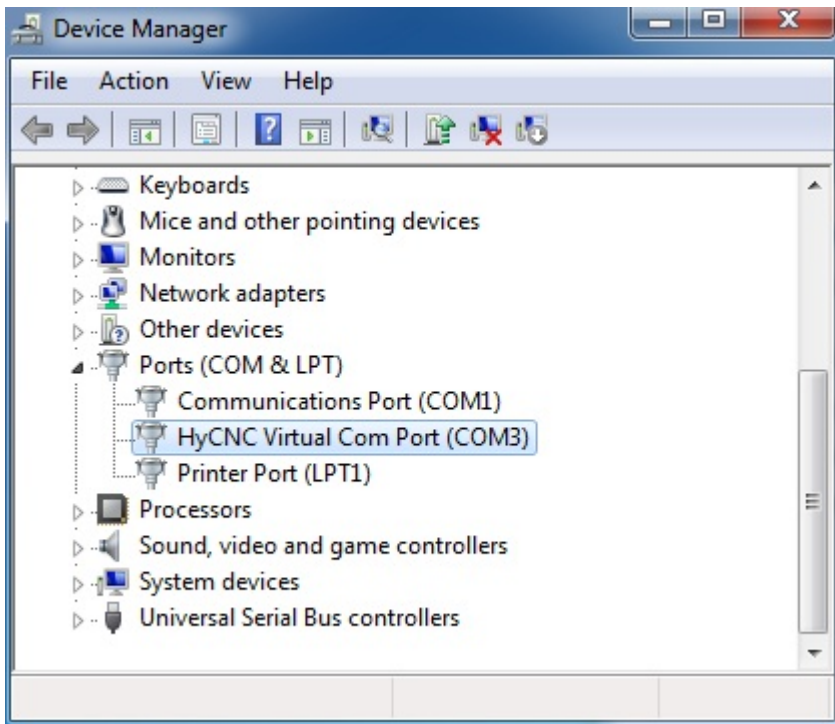 Device Manager
File Action View Help
Keyboards
Mice and other pointing devices
Monitors
Network adapters
Other devices
Ports (COM & LPT)
Communications Port (COM1)
HyCNC Virtual Com Port (COM3)
Printer Port (LPT1)
Processors
Sound, video and game controllers
System devices
Universal Serial Bus controllers